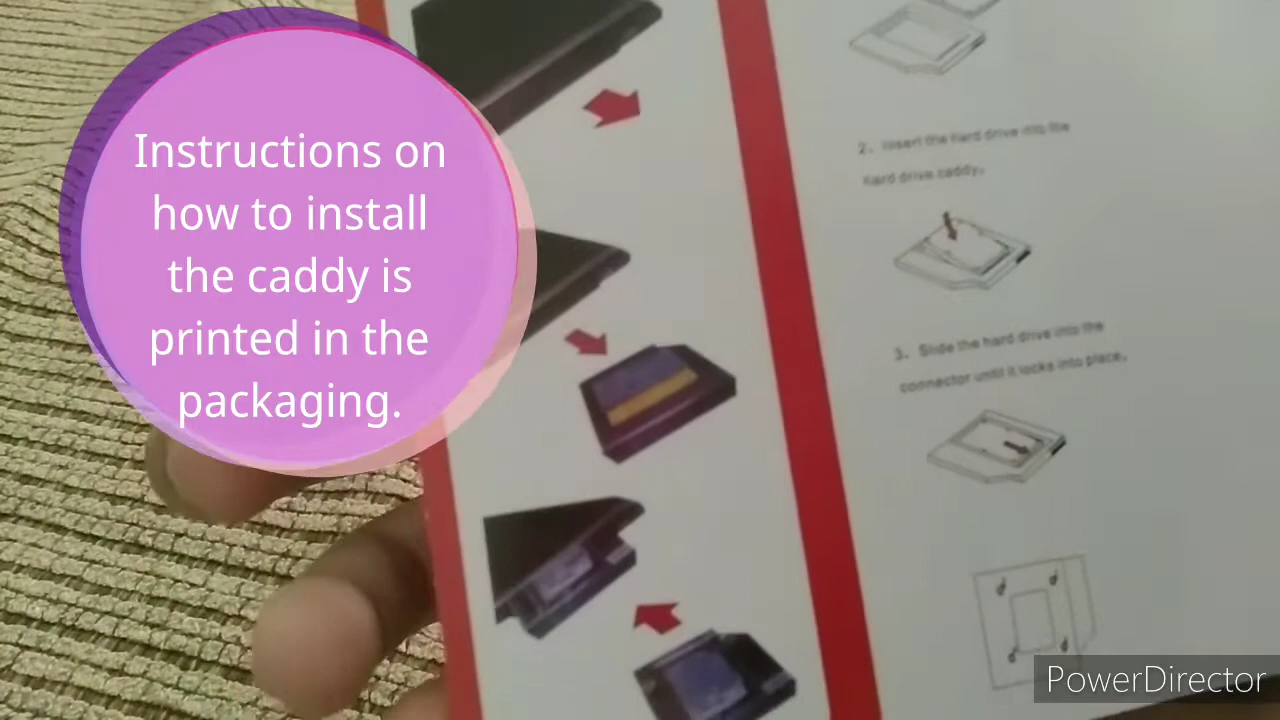 Instructions on
how to install
the caddy is
printed in the
packaging.
2. Insert the hard drive into the
hard drive caddy.
3. Slide the hard drive into the
connector until it locks into place.
PowerDirector